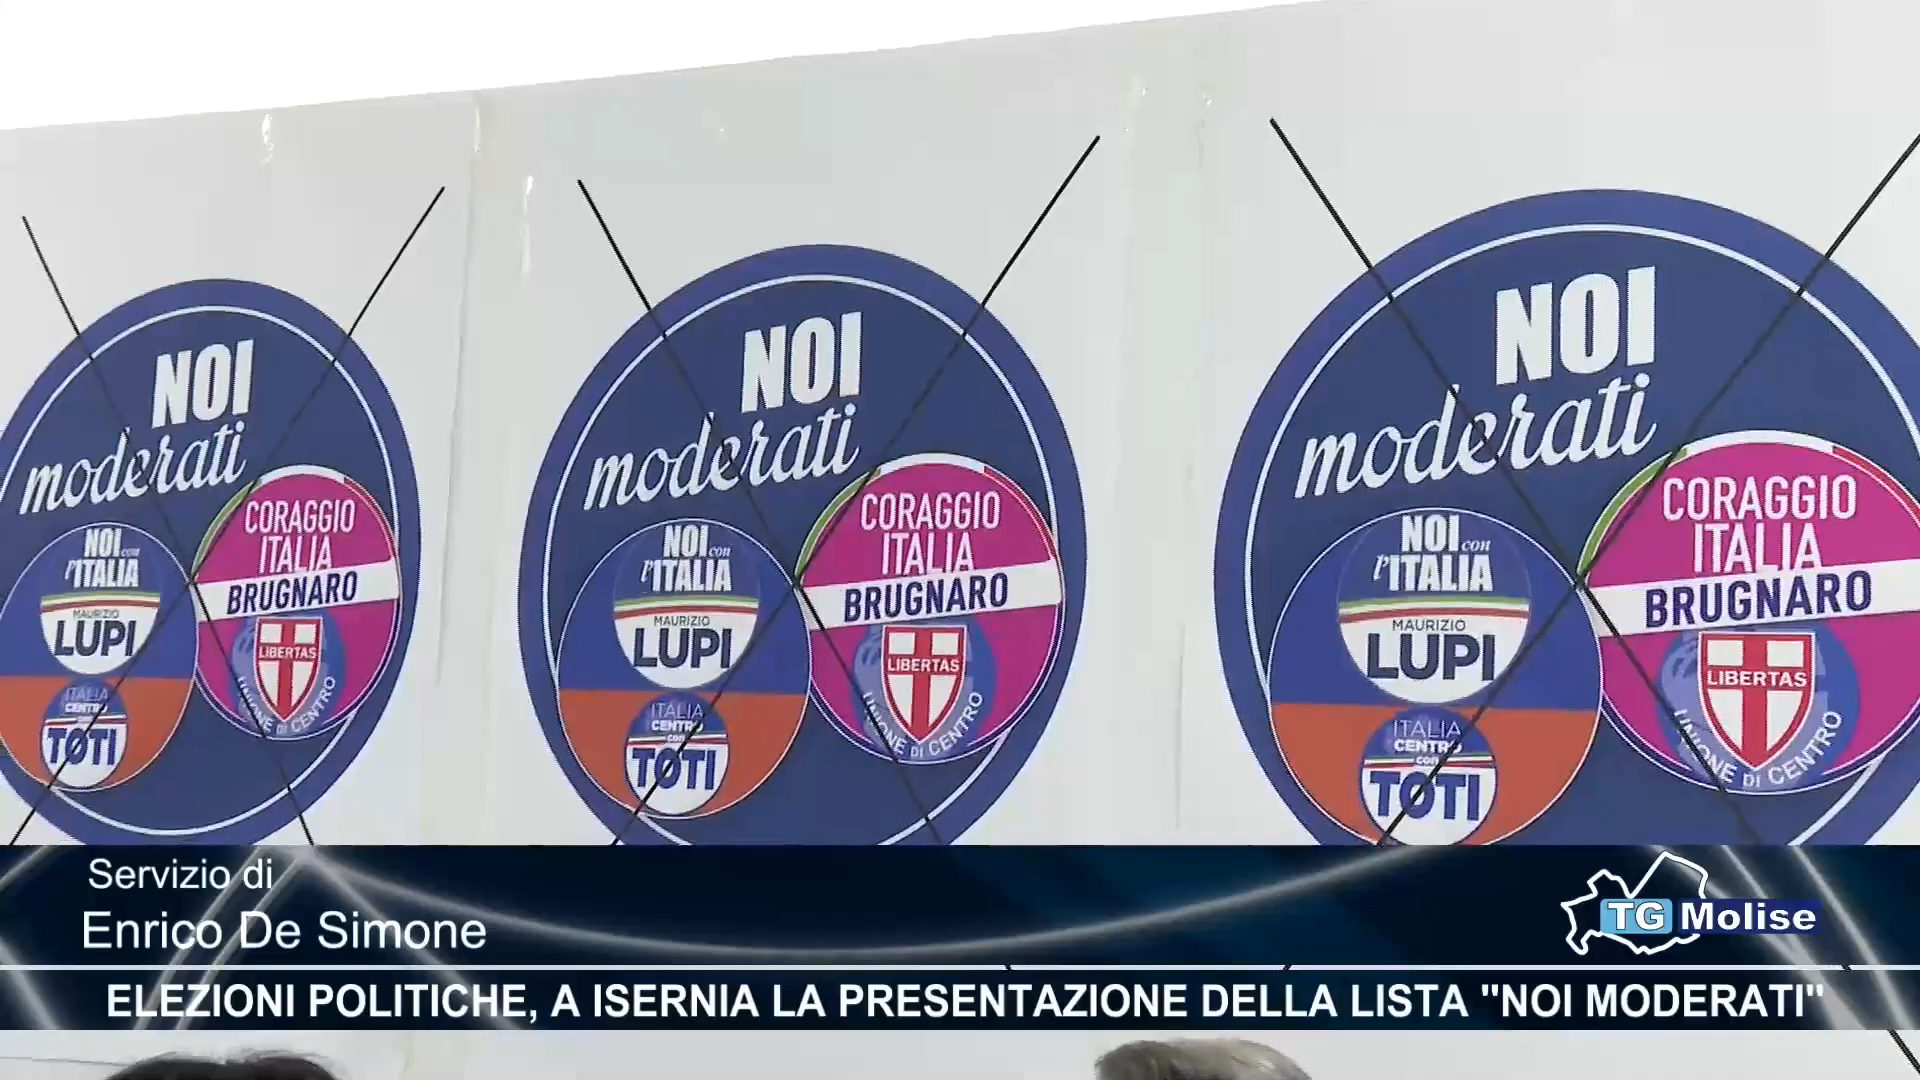 NOI
moderati
NOI con
l'ITALIA
MAURIZIO
LUPI
ITALIA
CENTRO
con
TOTI
CORAGGIO
ITALIA
BRUGNARO
LIBERTAS
UNIONE DI CENTRO
NOI
moderati
NOI con
l'ITALIA
MAURIZIO
LUPI
ITALIA
CENTRO
con
TOTI
CORAGGIO
ITALIA
BRUGNARO
LIBERTAS
UNIONE DI CENTRO
NOI
moderati
NOI con
l'ITALIA
MAURIZIO
LUPI
ITALIA
CENTRO
con
TOTI
CORAGGIO
ITALIA
BRUGNARO
LIBERTAS
UNIONE DI CENTRO
Servizio di
Enrico De Simone
TG Molise
ELEZIONI POLITICHE, A ISERNIA LA PRESENTAZIONE DELLA LISTA "NOI MODERATI"